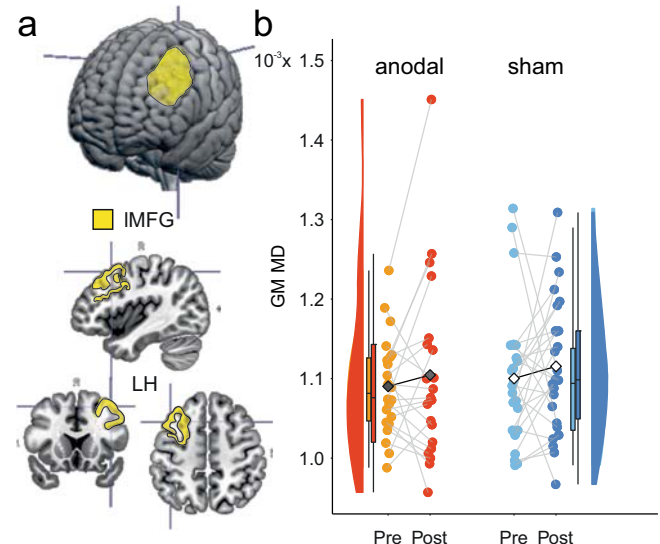 a
b
10⁻³x
1.5
anodal
sham
1.4
1.3
lMFG
R
GM MD
1.2
1.1
LH
R
1.0
Pre Post
Pre Post